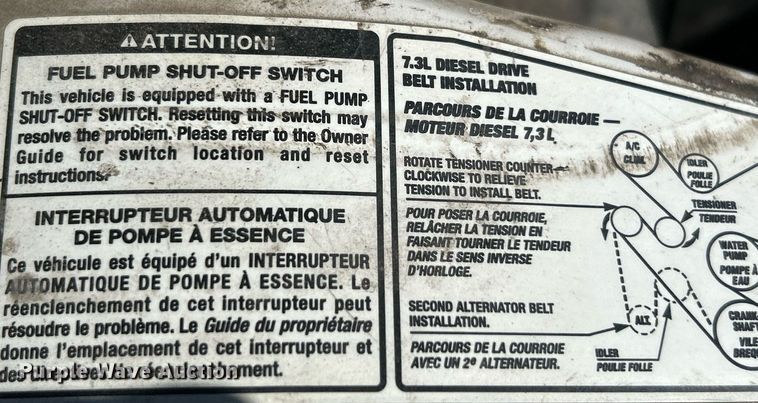 ATTENTION!
FUEL PUMP SHUT-OFF SWITCH
This vehicle is equipped with a FUEL PUMP
SHUT-OFF SWITCH. Resetting this switch may
resolve the problem. Please refer to the Owner
Guide for switch location and reset
instructions.
INTERRUPTEUR AUTOMATIQUE
DE POMPE À ESSENCE
Ce véhicule est équipé d'un INTERRUPTEUR
AUTOMATIQUE DE POMPE À ESSENCE. Le
réenclenchement de cet interrupteur peut
résoudre le problème. Le Guide du propriétaire
donne l'emplacement de cet interrupteur et
Purple Wave Auction
7.3L DIESEL DRIVE
BELT INSTALLATION
PARCOURS DE LA COURROIE —
MOTEUR DIESEL 7,3 L
ROTATE TENSIONER COUNTER-
CLOCKWISE TO RELIEVE
TENSION TO INSTALL BELT.
POUR POSER LA COURROIE,
RELÂCHER LA TENSION EN
FAISANT TOURNER LE TENDEUR
DANS LE SENS INVERSE
D'HORLOGE.
SECOND ALTERNATOR BELT
INSTALLATION.
PARCOURS DE LA COURROIE
AVEC UN 2e ALTERNATEUR.
A/C
CLIM.
IDLER
POULIE
FOLLE
TENSIONER
TENDEUR
WATER
PUMP
POMPE À
EAU
ALT.
CRANK-
SHAFT
VILE-
BREQ
IDLER
POULIE FOLLE